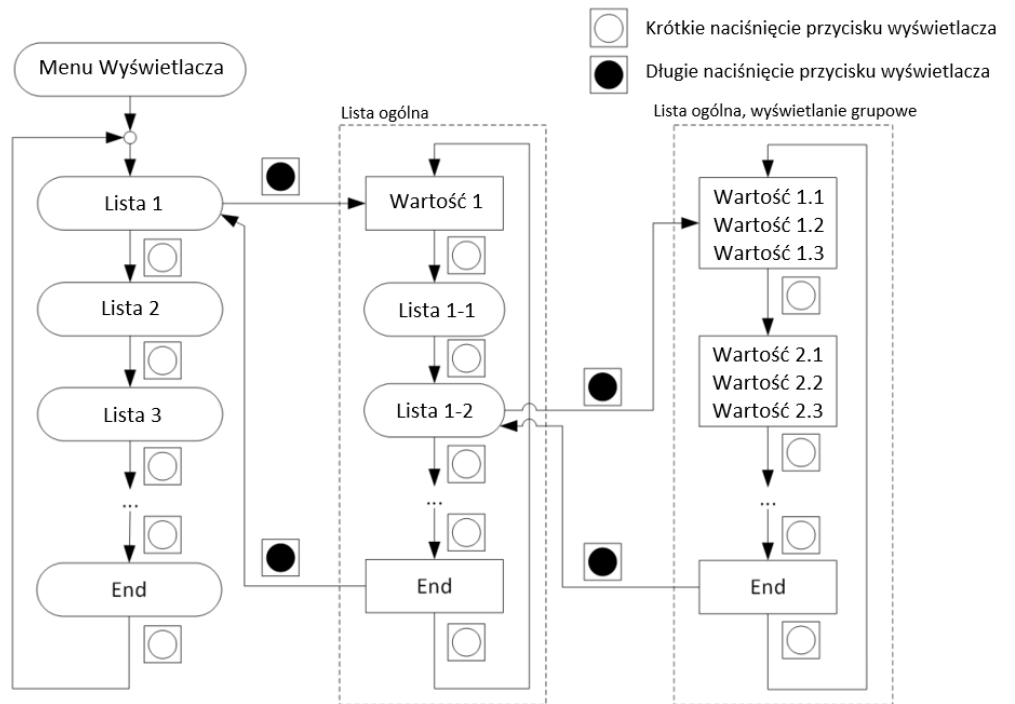 Krótkie naciśnięcie przycisku wyświetlacza
Długie naciśnięcie przycisku wyświetlacza
Menu Wyświetlacza
Lista 1
Lista 2
Lista 3
...
End
Lista ogólna
Wartość 1
Lista 1-1
Lista 1-2
...
End
Lista ogólna, wyświetlanie grupowe
Wartość 1.1
Wartość 1.2
Wartość 1.3
Wartość 2.1
Wartość 2.2
Wartość 2.3
...
End